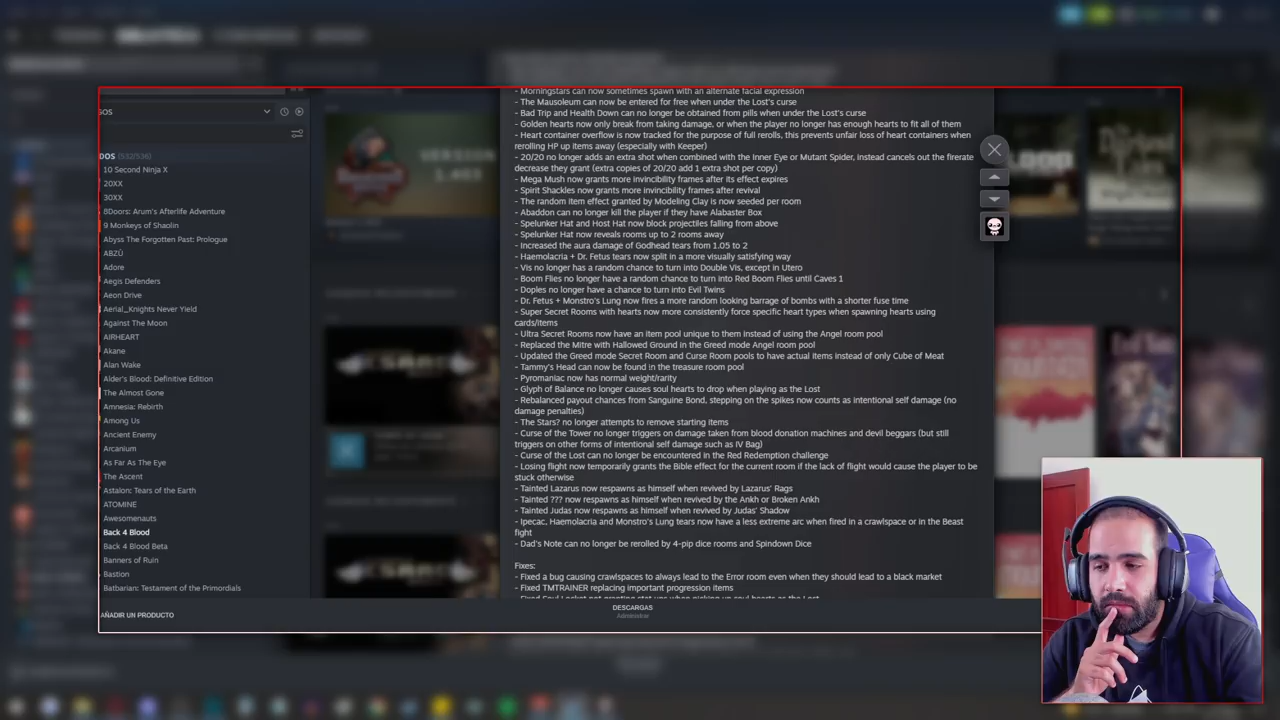 GOS
DOS (532/536)
10 Second Ninja X
20XX
30XX
8Doors: Arum's Afterlife Adventure
9 Monkeys of Shaolin
Abyss The Forgotten Past: Prologue
ABZÛ
Adore
Aegis Defenders
Aeon Drive
Aerial_Knights Never Yield
Against The Moon
AIRHEART
Akane
Alan Wake
Alder's Blood: Definitive Edition
The Almost Gone
Amnesia: Rebirth
Among Us
Ancient Enemy
Arcanium
As Far As The Eye
The Ascent
Astalon: Tears of the Earth
ATOMINE
Awesomenauts
Back 4 Blood
Back 4 Blood Beta
Banners of Ruin
Bastion
Batbarian: Testament of the Primordials
AÑADIR UN PRODUCTO
- Morningstars can now sometimes spawn with an alternate facial expression
- The Mausoleum can now be entered for free when under the Lost's curse
- Bad Trip and Health Down can no longer be obtained from pills when under the Lost's curse
- Golden hearts now only break from taking damage, or when the player no longer has enough hearts to fit all of them
- Heart container overflow is now tracked for the purpose of full rerolls, this prevents unfair loss of heart containers when
rerolling HP up items away (especially with Keeper)
- 20/20 no longer adds an extra shot when combined with the Inner Eye or Mutant Spider, instead cancels out the firerate
decrease they grant (extra copies of 20/20 add 1 extra shot per copy)
- Mega Mush now grants more invincibility frames after its effect expires
- Spirit Shackles now grants more invincibility frames after revival
- The random item effect granted by Modeling Clay is now seeded per room
- Abaddon can no longer kill the player if they have Alabaster Box
- Spelunker Hat and Host Hat now block projectiles falling from above
- Spelunker Hat now reveals rooms up to 2 rooms away
- Increased the aura damage of Godhead tears from 1.05 to 2
- Haemolacria + Dr. Fetus tears now split in a more visually satisfying way
- Vis no longer has a random chance to turn into Double Vis, except in Utero
- Boom Flies no longer have a random chance to turn into Red Boom Flies until Caves 1
- Doples no longer have a chance to turn into Evil Twins
- Dr. Fetus + Monstro's Lung now fires a more random looking barrage of bombs with a shorter fuse time
- Super Secret Rooms with hearts now more consistently force specific heart types when spawning hearts using
cards/items
- Ultra Secret Rooms now have an item pool unique to them instead of using the Angel room pool
- Replaced the Mitre with Hallowed Ground in the Greed mode Angel room pool
- Updated the Greed mode Secret Room and Curse Room pools to have actual items instead of only Cube of Meat
- Tammy's Head can now be found in the treasure room pool
- Pyromaniac now has normal weight/rarity
- Glyph of Balance no longer causes soul hearts to drop when playing as the Lost
- Rebalanced payout chances from Sanguine Bond, stepping on the spikes now counts as intentional self damage (no
damage penalties)
- The Stars? no longer attempts to remove starting items
- Curse of the Tower no longer triggers on damage taken from blood donation machines and devil beggars (but still
triggers on other forms of intentional self damage such as IV Bag)
- Curse of the Lost can no longer be encountered in the Red Redemption challenge
- Losing flight now temporarily grants the Bible effect for the current room if the lack of flight would cause the player to be
stuck otherwise
- Tainted Lazarus now respawns as himself when revived by Lazarus' Rags
- Tainted ??? now respawns as himself when revived by the Ankh or Broken Ankh
- Tainted Judas now respawns as himself when revived by Judas' Shadow
- Ipecac, Haemolacria and Monstro's Lung tears now have a less extreme arc when fired in a crawlspace or in the Beast
fight
- Dad's Note can no longer be rerolled by 4-pip dice rooms and Spindown Dice
Fixes:
- Fixed a bug causing crawlspaces to always lead to the Error room even when they should lead to a black market
- Fixed TMTRAINER replacing important progression items
DESCARGAS
Administrar